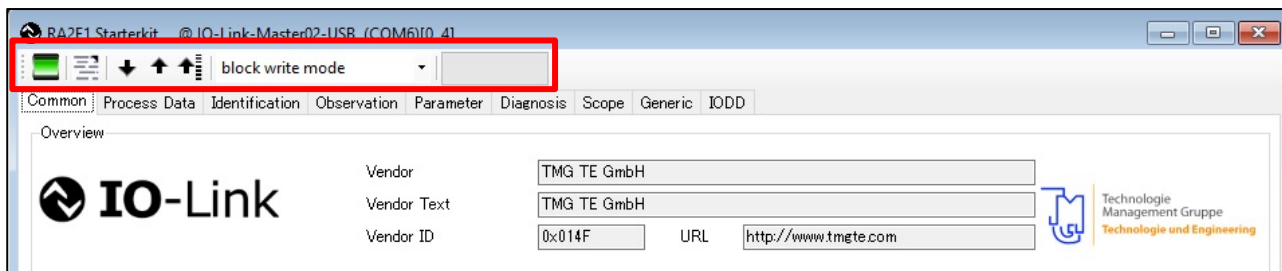 RA2E1 Starterkit @ IO-Link-Master02-USB (COM6)[0, 4]
block write mode
Common Process Data Identification Observation Parameter Diagnosis Scope Generic IODD
Overview
IO-Link
Vendor TMG TE GmbH
Vendor Text TMG TE GmbH
Vendor ID 0x014F URL http://www.tmgte.com
Technologie
Management Gruppe
Technologie und Engineering